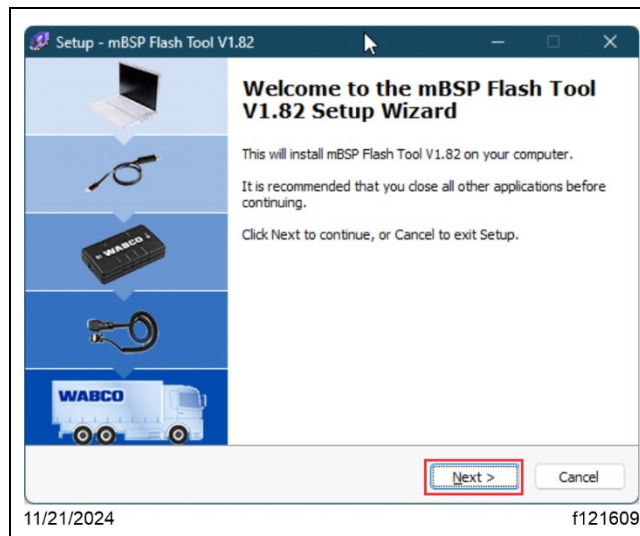 Setup - mBSP Flash Tool V1.82
Welcome to the mBSP Flash Tool
V1.82 Setup Wizard
This will install mBSP Flash Tool V1.82 on your computer.
It is recommended that you close all other applications before
continuing.
Click Next to continue, or Cancel to exit Setup.
WABCO
WABCO
Next >
Cancel
11/21/2024
f121609